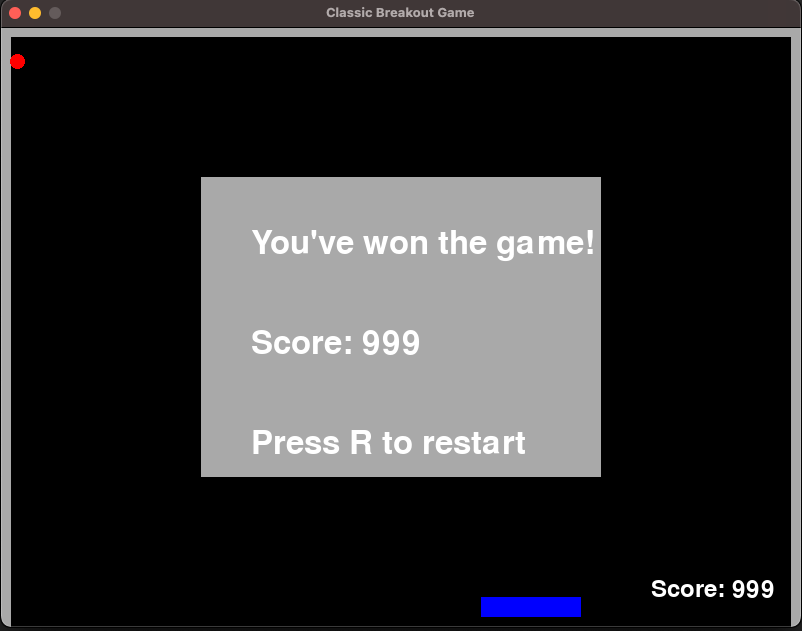 Classic Breakout Game
You've won the game!
Score: 999
Press R to restart
Score: 999